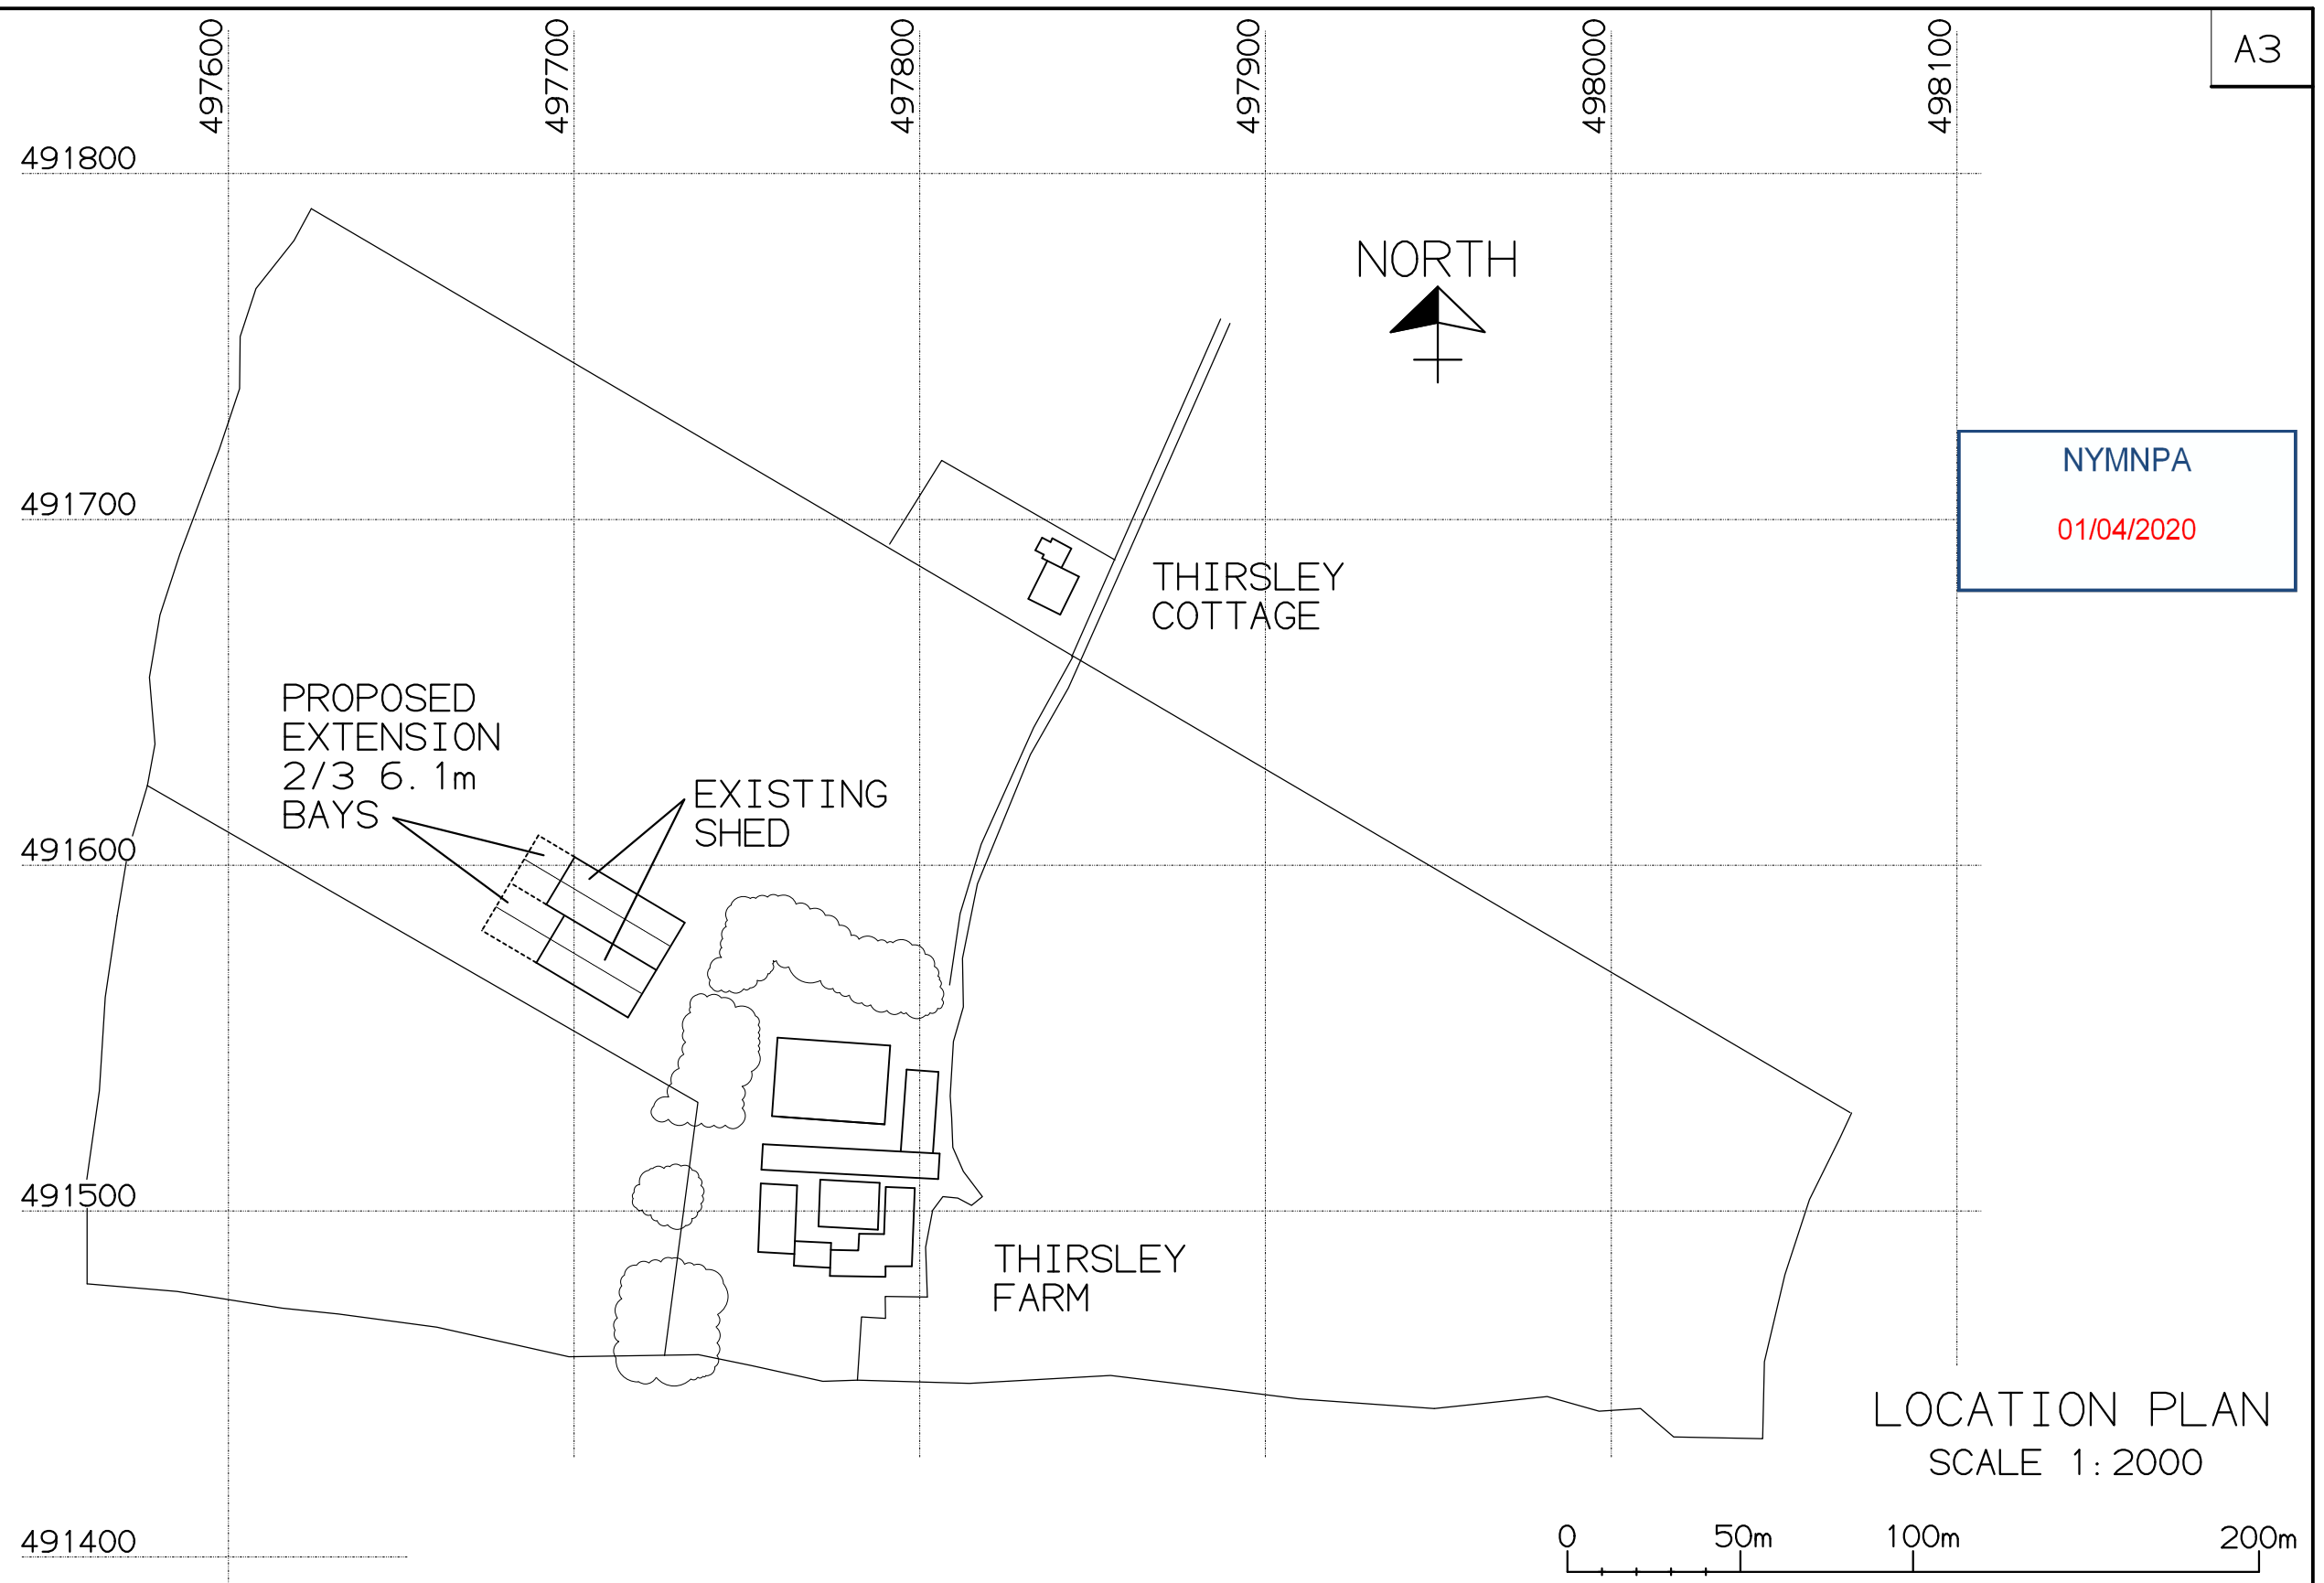 497600
497700
497800
497900
498000
498100
A3
491800
NORTH
NYMNPA
491700
01/04/2020
THIRSLEY
COTTAGE
PROPOSED
EXTENSION
2/3 6.1m
BAYS
EXISTING
SHED
491600
491500
THIRSLEY
FARM
LOCATION PLAN
SCALE 1:2000
491400
0 50m 100m 200m